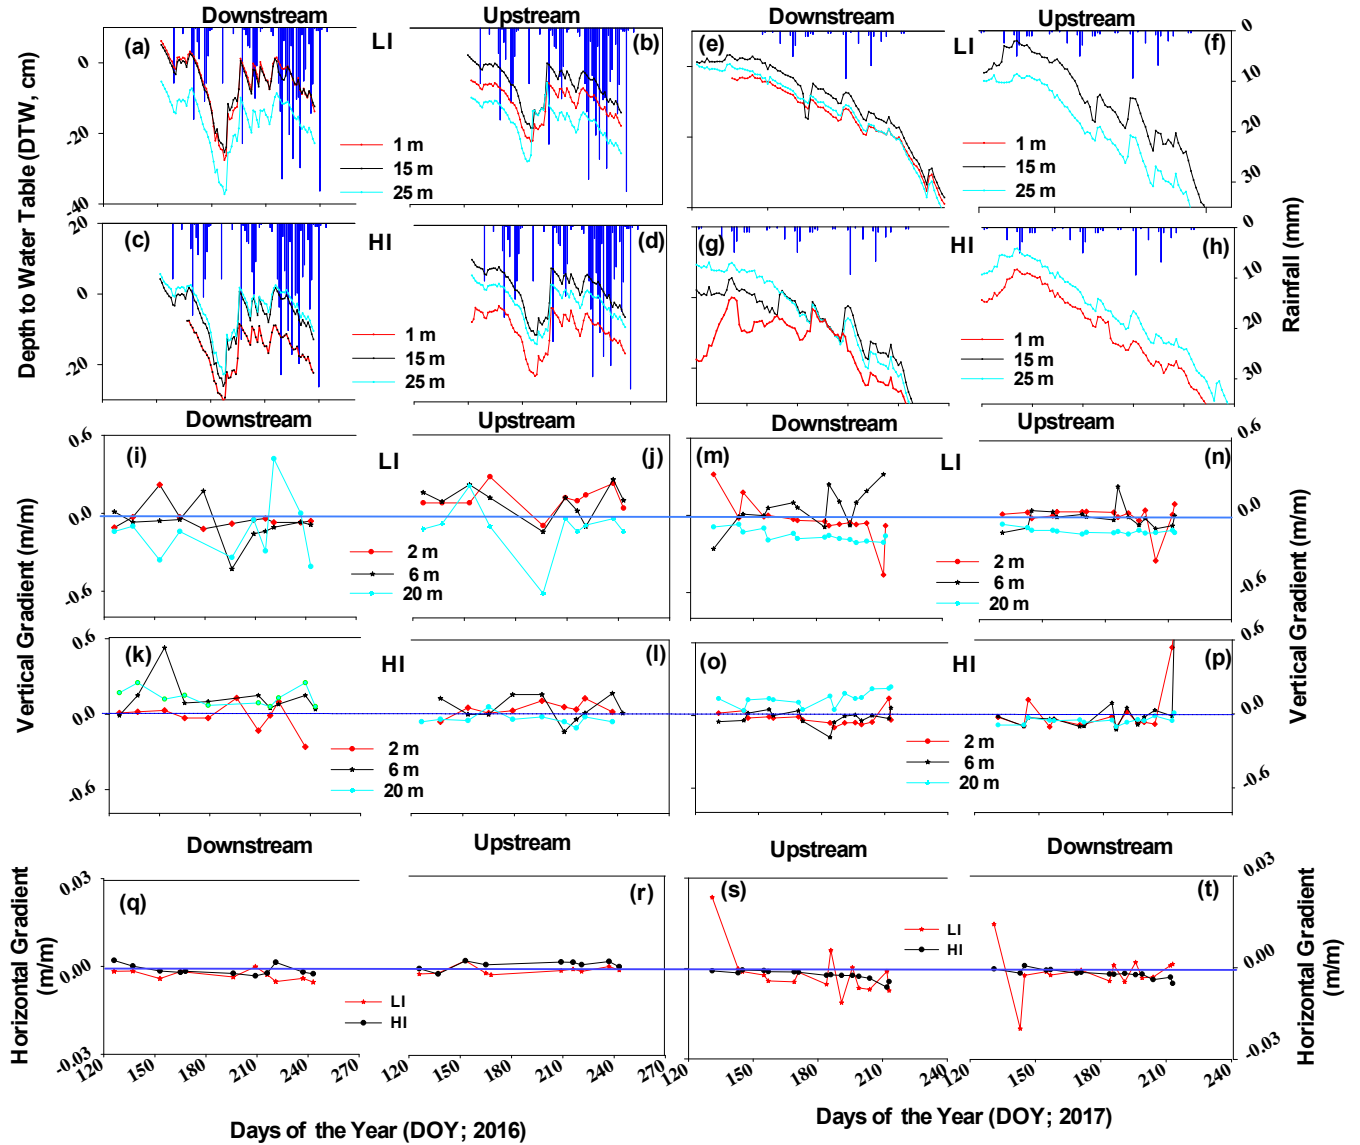 Downstream
Upstream
Downstream
Upstream
(a)
LI
(b)
(e)
LI
(f)
0
0
10
-20
20
1 m
15 m
25 m
1 m
15 m
25 m
30
-40
20
(c)
HI
(d)
(g)
HI
(h)
0
0
10
1 m
15 m
25 m
1 m
15 m
25 m
20
-20
30
Depth to Water Table (DTW, cm)
Rainfall (mm)
Downstream
Upstream
Downstream
Upstream
0.6
(i)
LI
(j)
(m)
LI
(n)
0.6
0.0
0.0
2 m
6 m
20 m
2 m
6 m
20 m
-0.6
-0.6
0.6
(k)
HI
(l)
(o)
HI
(p)
0.6
0.0
0.0
2 m
6 m
20 m
2 m
6 m
20 m
-0.6
-0.6
Vertical Gradient (m/m)
Vertical Gradient (m/m)
Downstream
Upstream
Upstream
Downstream
0.03
(q)
(r)
(s)
(t)
0.03
LI
HI
0.00
0.00
LI
HI
-0.03
-0.03
Horizontal Gradient
(m/m)
Horizontal Gradient
(m/m)
120 150 180 210 240 270
120 150 180 210 240
120 150 180 210
120 150 180 210 240
Days of the Year (DOY; 2016)
Days of the Year (DOY; 2017)